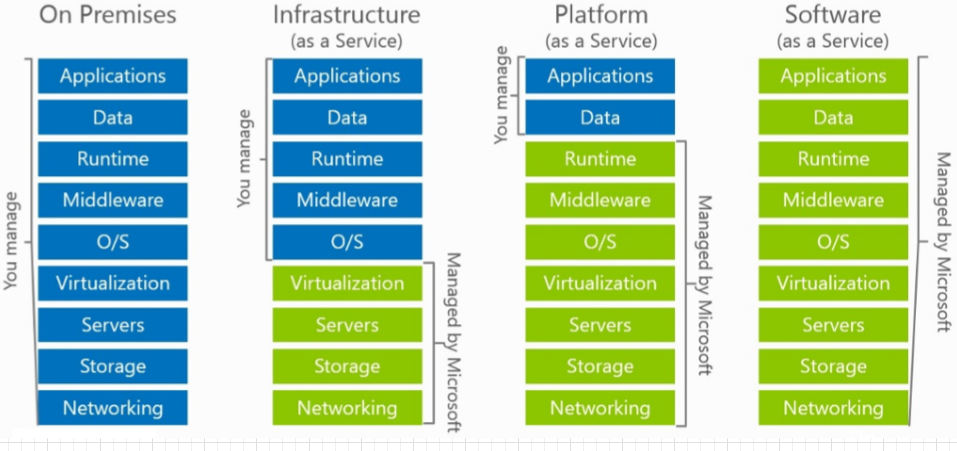 On Premises
You manage
Applications
Data
Runtime
Middleware
O/S
Virtualization
Servers
Storage
Networking
Infrastructure
(as a Service)
You manage
Applications
Data
Runtime
Middleware
O/S
Virtualization
Servers
Storage
Networking
Managed by Microsoft
Platform
(as a Service)
You manage
Applications
Data
Runtime
Middleware
O/S
Virtualization
Servers
Storage
Networking
Managed by Microsoft
Software
(as a Service)
Applications
Data
Runtime
Middleware
O/S
Virtualization
Servers
Storage
Networking
Managed by Microsoft